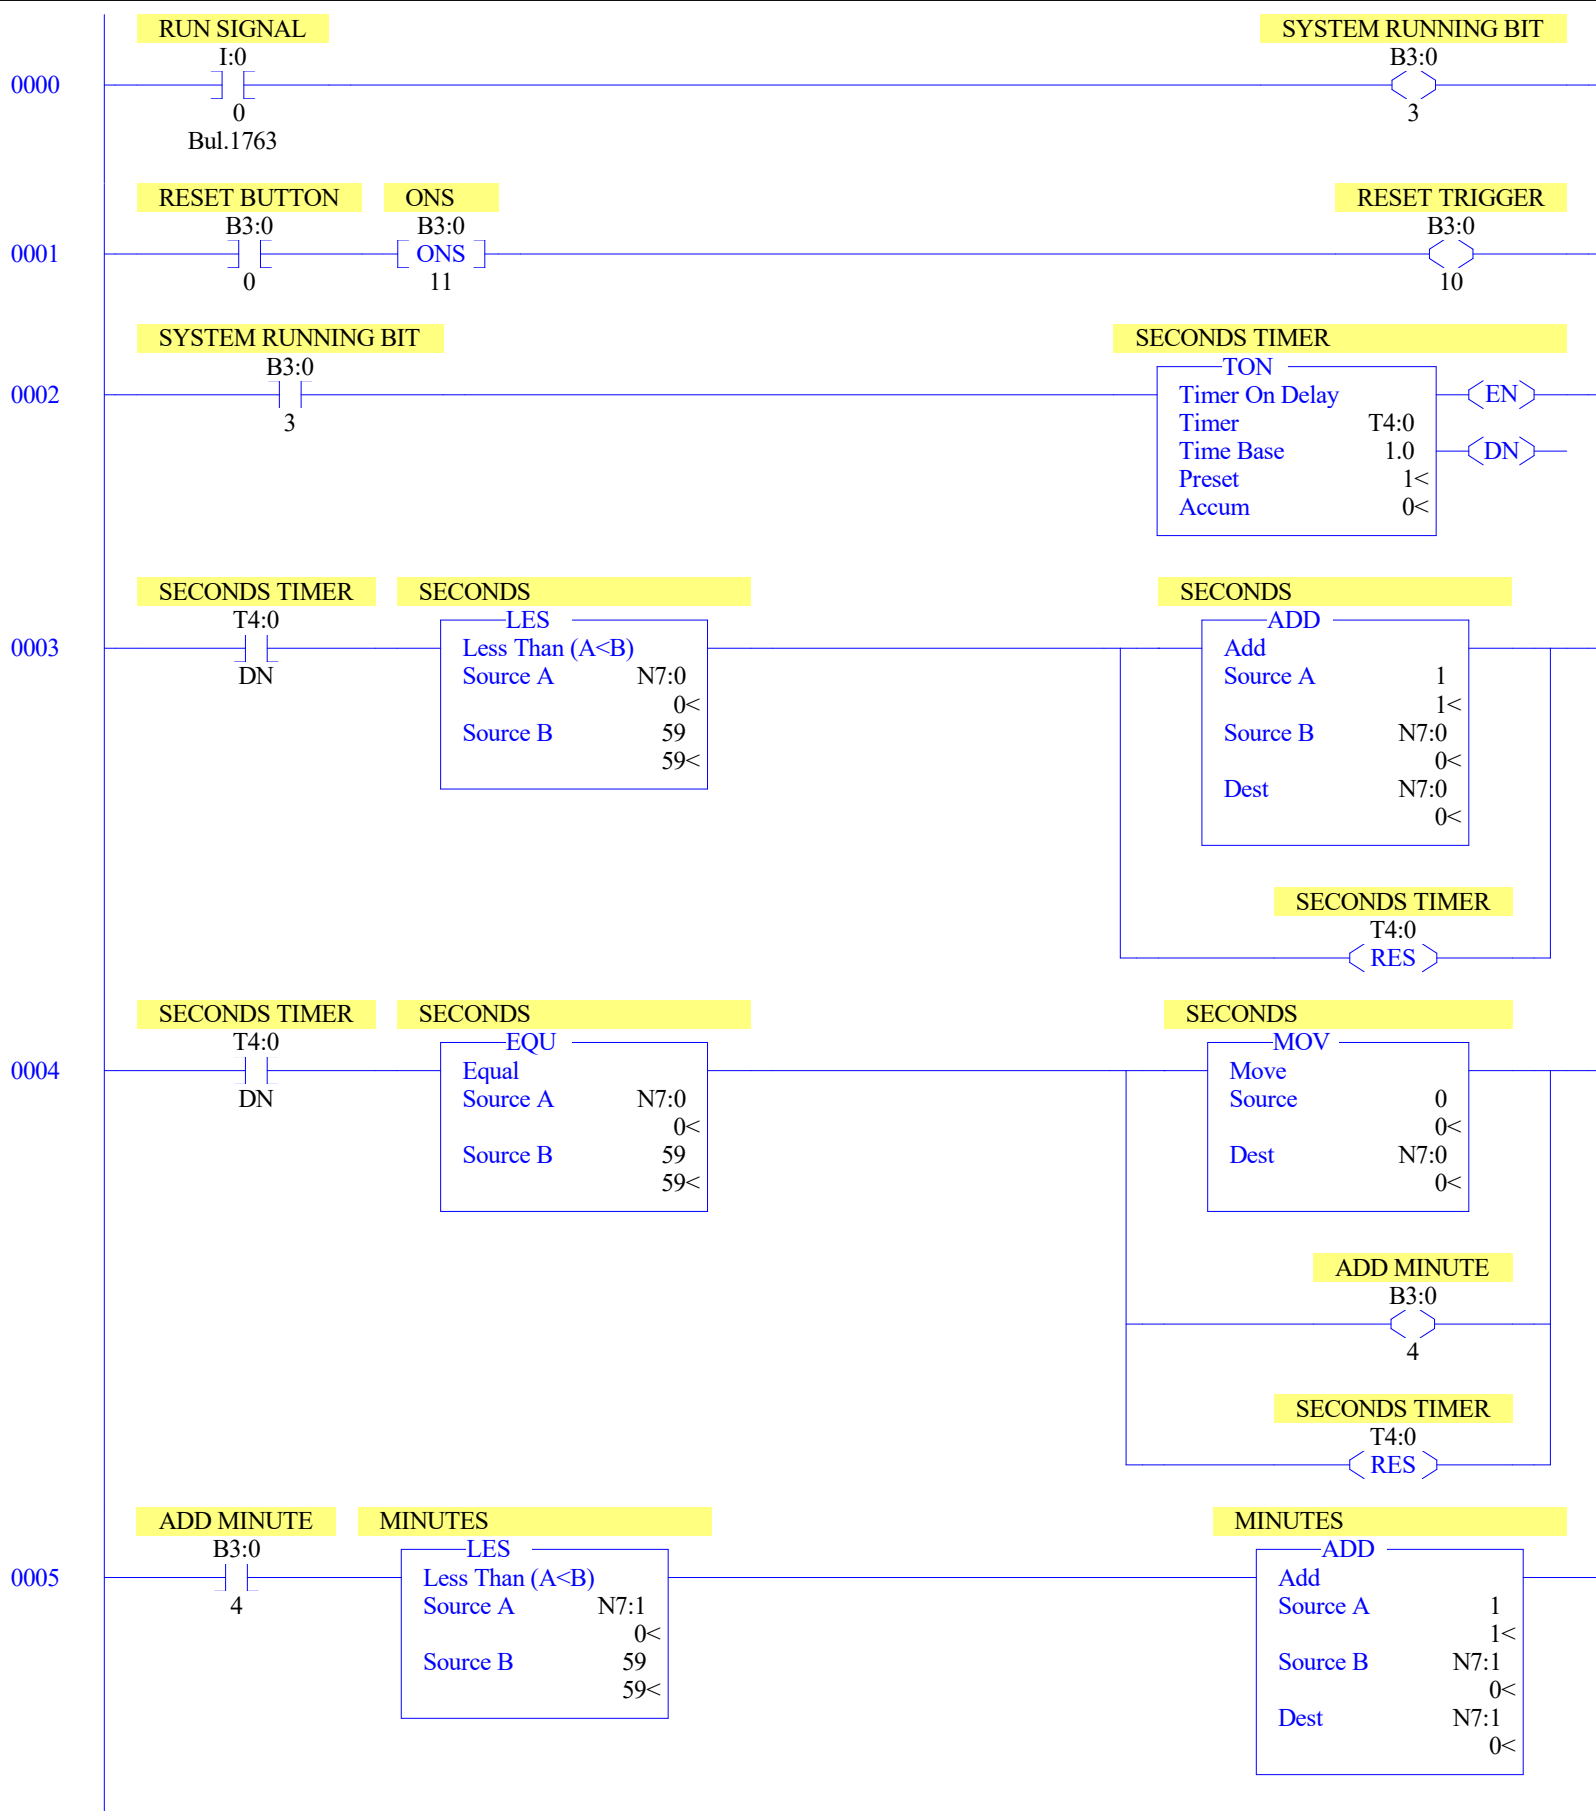 RUN SIGNAL SYSTEM RUNNING BIT
I:0 B3:0
0000
0 3
Bul.1763
RESET BUTTON ONS RESET TRIGGER
B3:0 B3:0 B3:0
0001 ONS
0 11 10
SYSTEM RUNNING BIT SECONDS TIMER
B3:0 TON
0002 Timer On Delay EN
3 Timer T4:0
Time Base 1.0 DN
Preset 1<
Accum 0<
SECONDS TIMER SECONDS SECONDS
T4:0 LES ADD
0003 Less Than (A<B) Add
DN Source A N7:0 Source A 1
0< 1<
Source B 59 Source B N7:0
59< 0<
Dest N7:0
0<
SECONDS TIMER
T4:0
RES
SECONDS TIMER SECONDS SECONDS
T4:0 EQU MOV
0004 Equal Move
DN Source A N7:0 Source 0
0< 0<
Source B 59 Dest N7:0
59< 0<
ADD MINUTE
B3:0
4
SECONDS TIMER
T4:0
RES
ADD MINUTE MINUTES MINUTES
B3:0 LES ADD
0005 Less Than (A<B) Add
4 Source A N7:1 Source A 1
0< 1<
Source B 59 Source B N7:1
59< 0<
Dest N7:1
0<